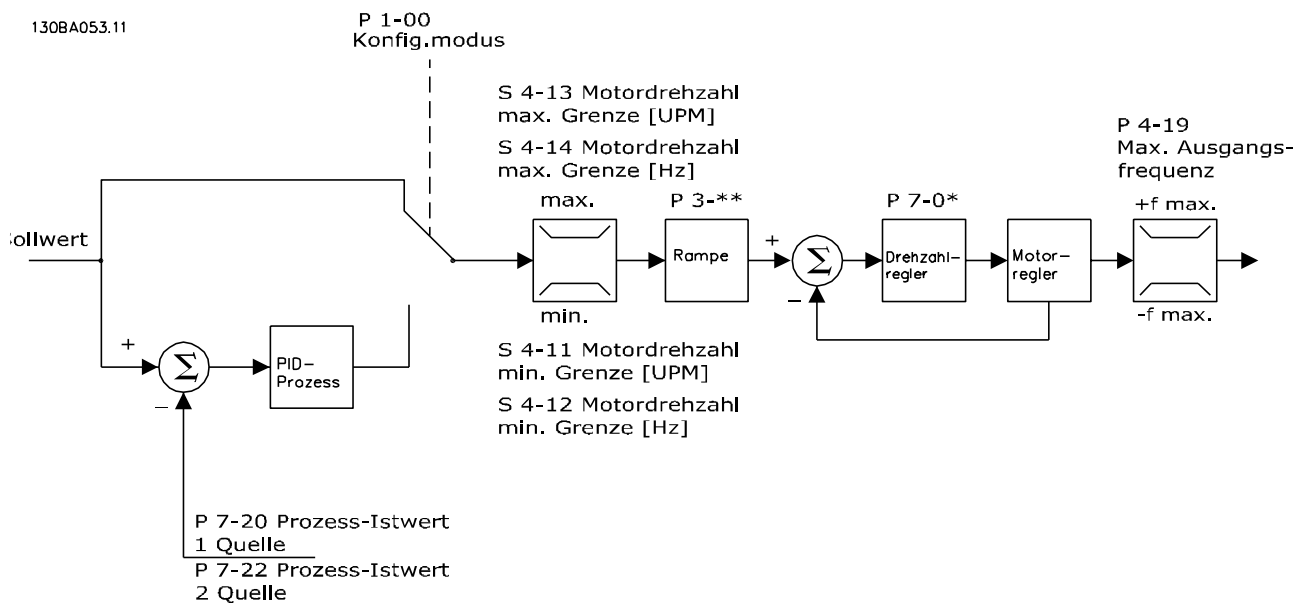 130BA053.11
P 1-00
Konfig.modus
S 4-13 Motordrehzahl
max. Grenze [UPM]
S 4-14 Motordrehzahl
max. Grenze [Hz]
P 4-19
Max. Ausgangs-
frequenz
max.
P 3-**
P 7-0*
+f max.
ollwert
+
Rampe
Σ
Drehzahl-
regler
Motor-
regler
–
min.
-f max.
+
Σ
PID-
Prozess
–
S 4-11 Motordrehzahl
min. Grenze [UPM]
S 4-12 Motordrehzahl
min. Grenze [Hz]
P 7-20 Prozess-Istwert
1 Quelle
P 7-22 Prozess-Istwert
2 Quelle